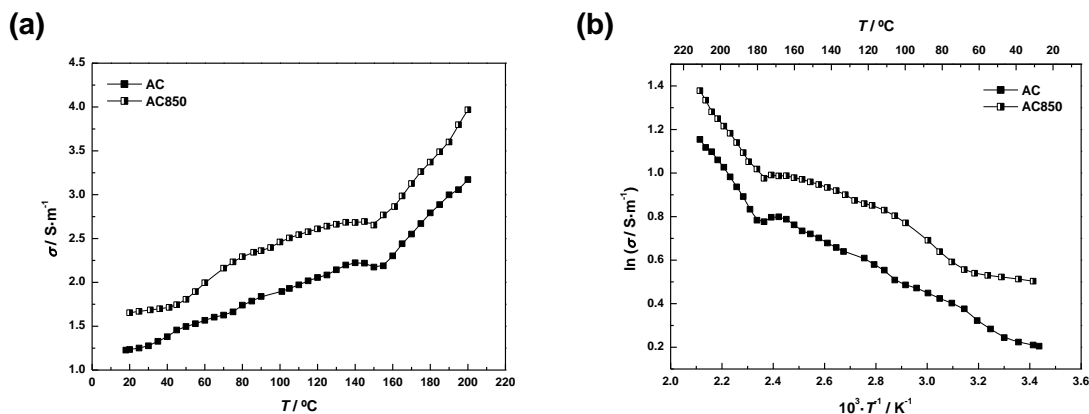 (a)
4.5
4.0
3.5
3.0
2.5
2.0
1.5
1.0
σ / S·m⁻¹
AC
AC850
0 20 40 60 80 100 120 140 160 180 200 220
T / ºC
(b)
T / ºC
220 200 180 160 140 120 100 80 60 40 20
1.4
1.2
1.0
0.8
0.6
0.4
0.2
ln (σ / S·m⁻¹)
AC
AC850
2.0 2.2 2.4 2.6 2.8 3.0 3.2 3.4 3.6
10³·T⁻¹ / K⁻¹